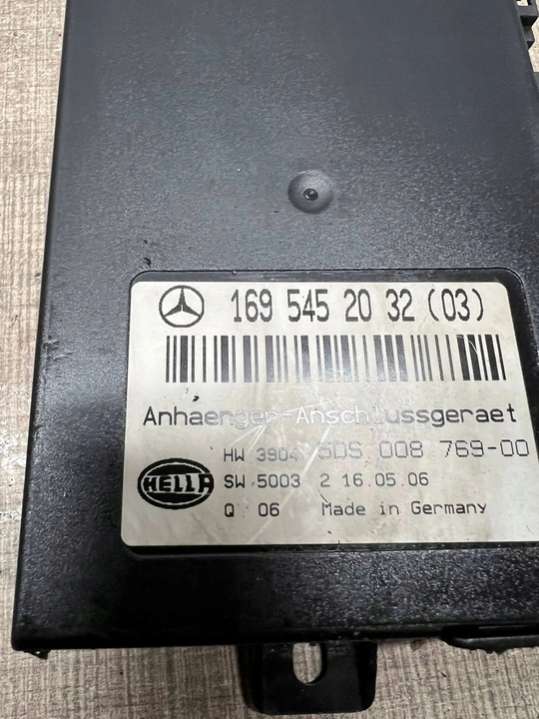 169 545 20 32 (03)
Anhaenger-Anschlussgeraet
HW 3904 5DS 008 769-00
HELLA SW 5003 2 16.05.06
Q 06 Made in Germany